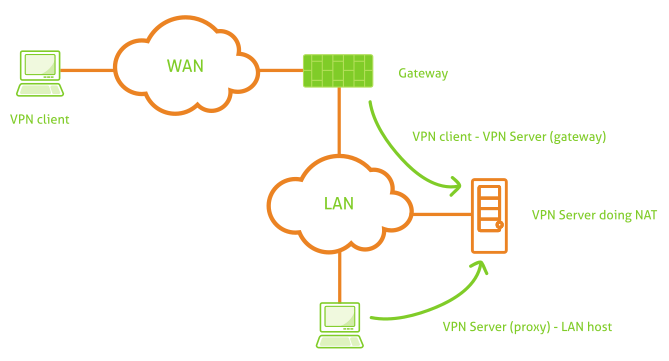 WAN
Gateway
VPN client
VPN client - VPN Server (gateway)
LAN
VPN Server doing NAT
VPN Server (proxy) - LAN host